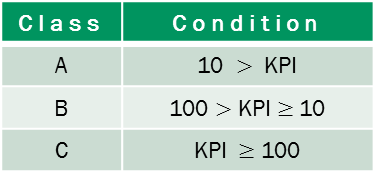 Class Condition
A 10 > KPI
B 100 > KPI ≥ 10
C KPI ≥ 100